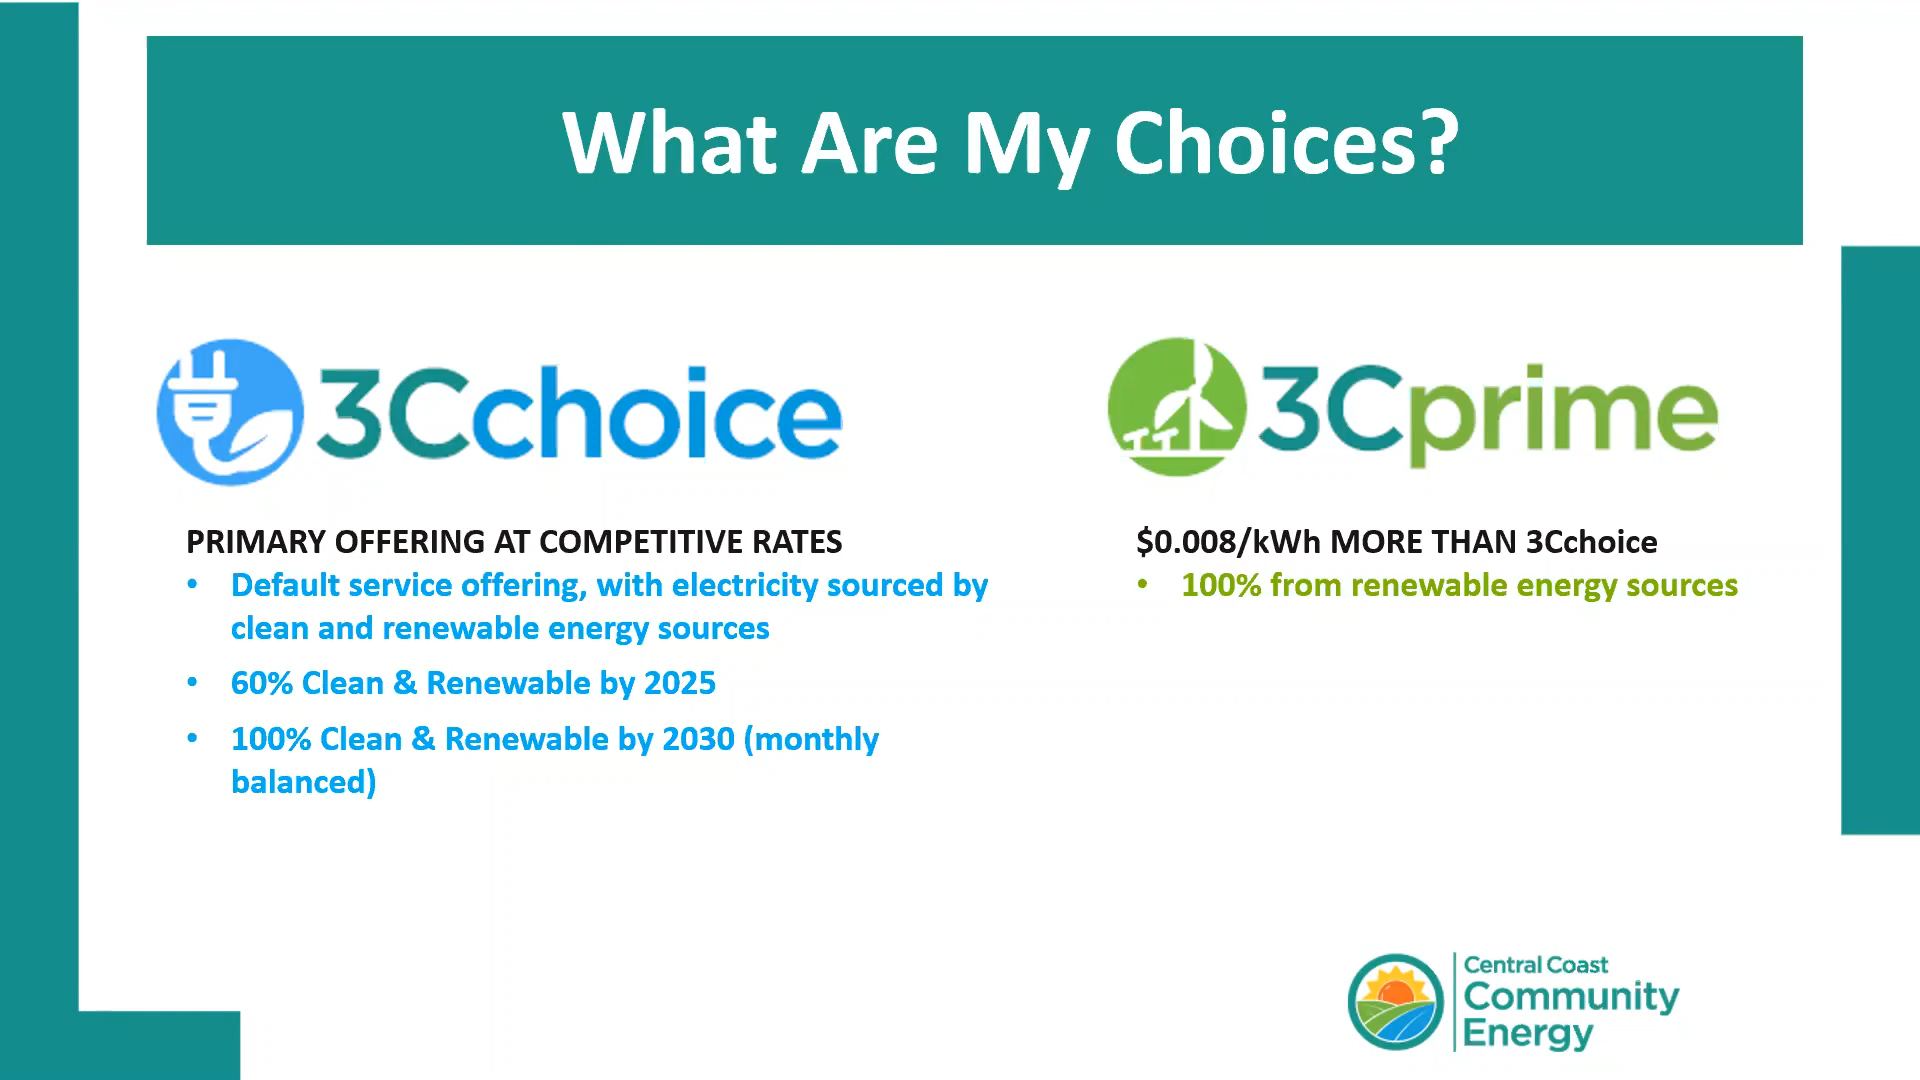 What Are My Choices?
3Cchoice
PRIMARY OFFERING AT COMPETITIVE RATES
• Default service offering, with electricity sourced by
clean and renewable energy sources
• 60% Clean & Renewable by 2025
• 100% Clean & Renewable by 2030 (monthly
balanced)
3Cprime
$0.008/kWh MORE THAN 3Cchoice
• 100% from renewable energy sources
Central Coast
Community
Energy